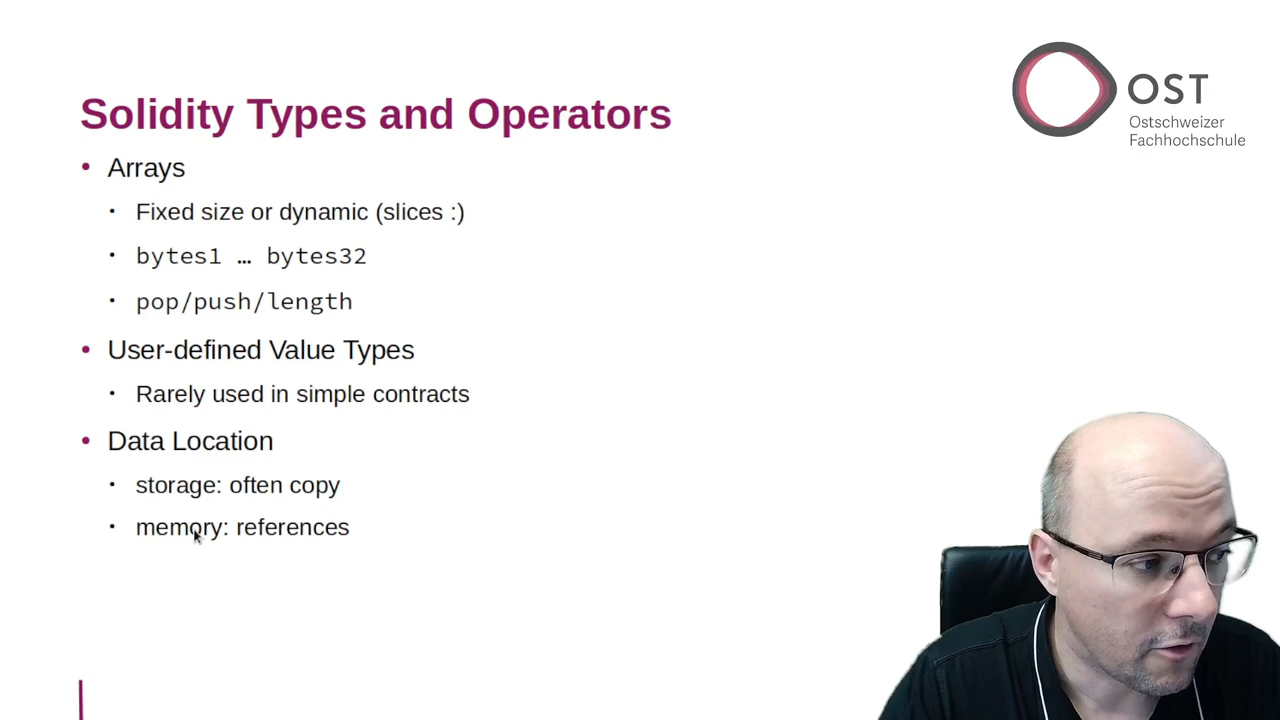 OST
Ostschweizer
Fachhochschule
Solidity Types and Operators
• Arrays
• Fixed size or dynamic (slices :)
• bytes1 … bytes32
• pop/push/length
• User-defined Value Types
• Rarely used in simple contracts
• Data Location
• storage: often copy
• memory: references